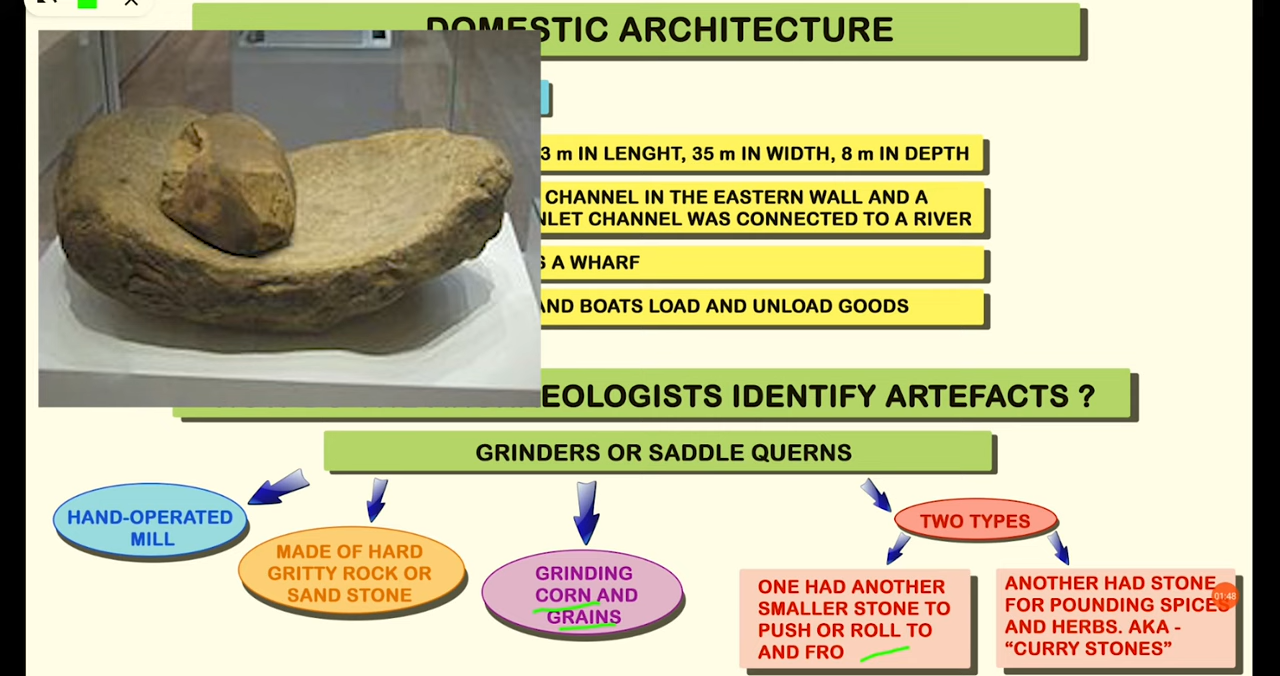 DOMESTIC ARCHITECTURE
3 m IN LENGHT, 35 m IN WIDTH, 8 m IN DEPTH
CHANNEL IN THE EASTERN WALL AND A
NLET CHANNEL WAS CONNECTED TO A RIVER
S A WHARF
AND BOATS LOAD AND UNLOAD GOODS
EOLOGISTS IDENTIFY ARTEFACTS ?
GRINDERS OR SADDLE QUERNS
HAND-OPERATED
MILL
MADE OF HARD
GRITTY ROCK OR
SAND STONE
GRINDING
CORN AND
GRAINS
TWO TYPES
ONE HAD ANOTHER
SMALLER STONE TO
PUSH OR ROLL TO
AND FRO
ANOTHER HAD STONE
FOR POUNDING SPICES
AND HERBS. AKA -
"CURRY STONES"
01:48